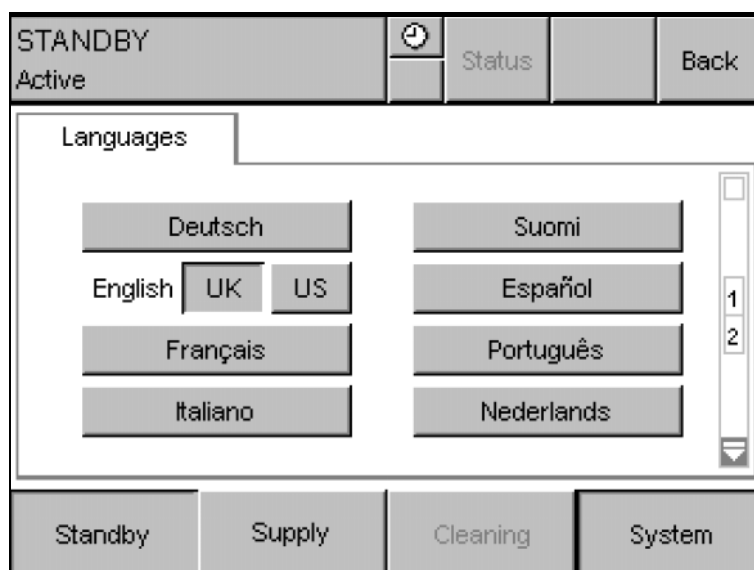 STANDBY
Active
Status
Back
Languages
Deutsch
Suomi
English UK US
Español
Français
Português
Italiano
Nederlands
1
2
Standby
Supply
Cleaning
System